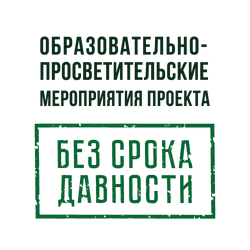 ОБРАЗОВАТЕЛЬНО-
ПРОСВЕТИТЕЛЬСКИЕ
МЕРОПРИЯТИЯ ПРОЕКТА
БЕЗ СРОКА
ДАВНОСТИ